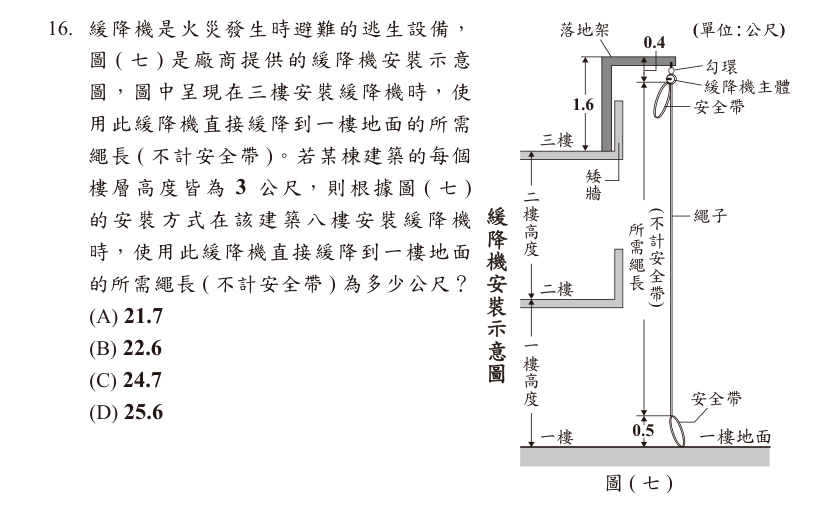 16. 緩降機是火災發生時避難的逃生設備，
圖(七)是廠商提供的緩降機安裝示意
圖，圖中呈現在三樓安裝緩降機時，使
用此緩降機直接緩降到一樓地面的所需
繩長(不計安全帶)。若某棟建築的每個
樓層高度皆為 3 公尺，則根據圖(七)
的安裝方式在該建築八樓安裝緩降機
時，使用此緩降機直接緩降到一樓地面
的所需繩長(不計安全帶)為多少公尺？
(A) 21.7
(B) 22.6
(C) 24.7
(D) 25.6
緩降機安裝示意圖
落地架
(單位：公尺)
0.4
勾環
緩降機主體
安全帶
1.6
三樓
矮牆
二樓高度
所需繩長
(不計安全帶)
繩子
二樓
一樓高度
安全帶
0.5
一樓
一樓地面
圖(七)